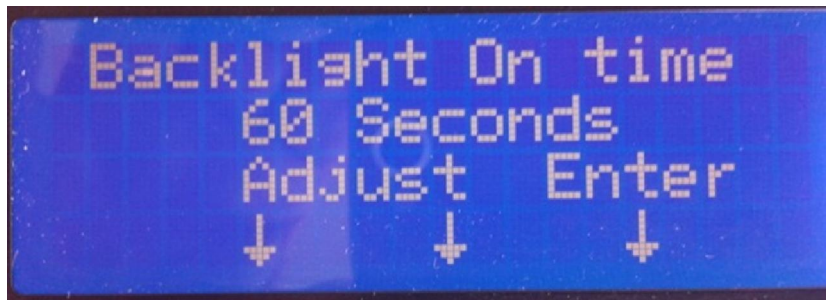 Backlight On time
60 Seconds
Adjust Enter
↓ ↓ ↓